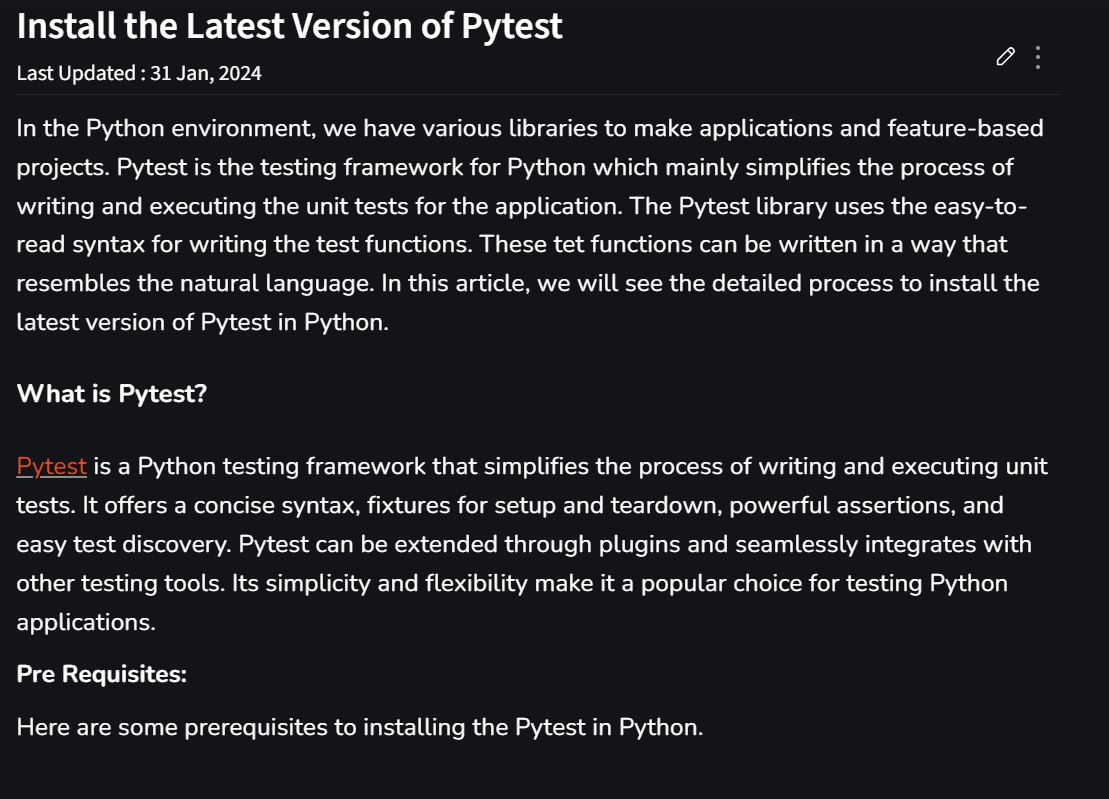 Install the Latest Version of Pytest
Last Updated : 31 Jan, 2024
In the Python environment, we have various libraries to make applications and feature-based
projects. Pytest is the testing framework for Python which mainly simplifies the process of
writing and executing the unit tests for the application. The Pytest library uses the easy-to-
read syntax for writing the test functions. These tet functions can be written in a way that
resembles the natural language. In this article, we will see the detailed process to install the
latest version of Pytest in Python.
What is Pytest?
Pytest is a Python testing framework that simplifies the process of writing and executing unit
tests. It offers a concise syntax, fixtures for setup and teardown, powerful assertions, and
easy test discovery. Pytest can be extended through plugins and seamlessly integrates with
other testing tools. Its simplicity and flexibility make it a popular choice for testing Python
applications.
Pre Requisites:
Here are some prerequisites to installing the Pytest in Python.